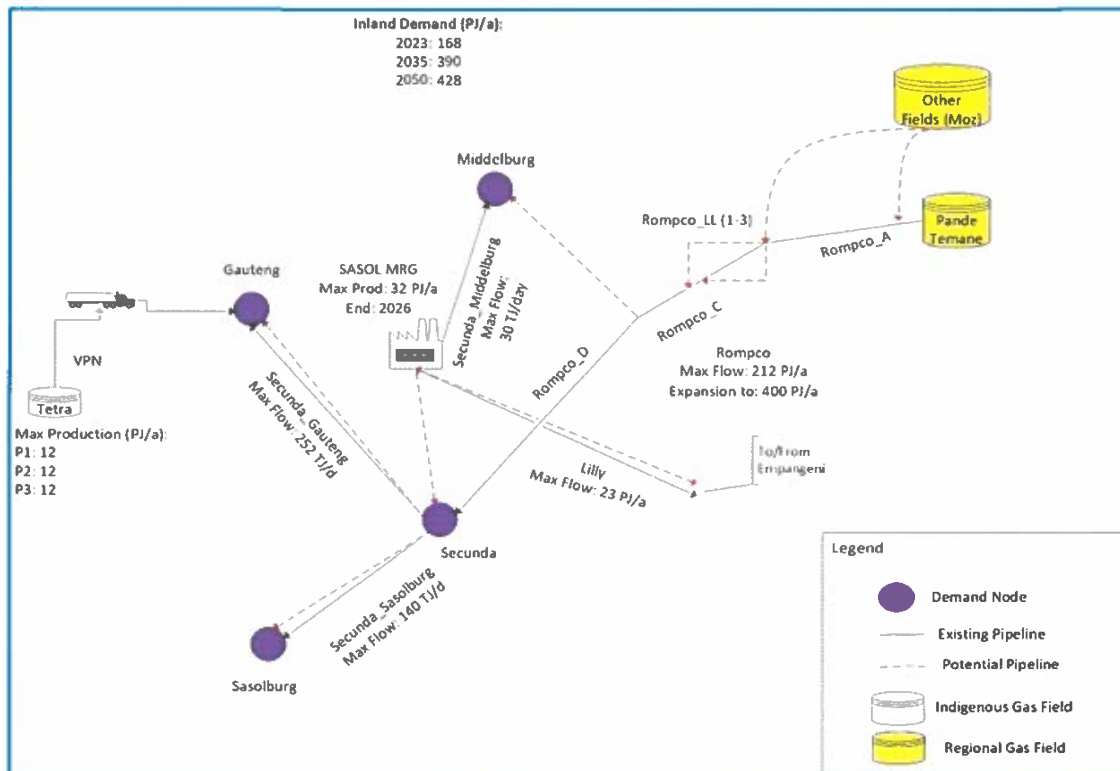 Inland Demand (PJ/a):
2023: 168
2035: 390
2050: 428
Other
Fields (Moz)
Middelburg
Rompco_LL (1-3)
Pande
Temane
Rompco_A
Gauteng
SASOL MRG
Max Prod: 32 PJ/a
End: 2026
Secunda_Middelburg
Max Flow:
30 TJ/day
Rompco_C
Rompco_D
VPN
Rompco
Max Flow: 212 PJ/a
Expansion to: 400 PJ/a
Tetra
Secunda_Gauteng
Max Flow: 252 TJ/d
Max Production (PJ/a):
P1: 12
P2: 12
P3: 12
To/From
Empangeni
Lilly
Max Flow: 23 PJ/a
Secunda
Secunda_Sasolburg
Max Flow: 140 TJ/d
Sasolburg
Legend
Demand Node
Existing Pipeline
Potential Pipeline
Indigenous Gas Field
Regional Gas Field